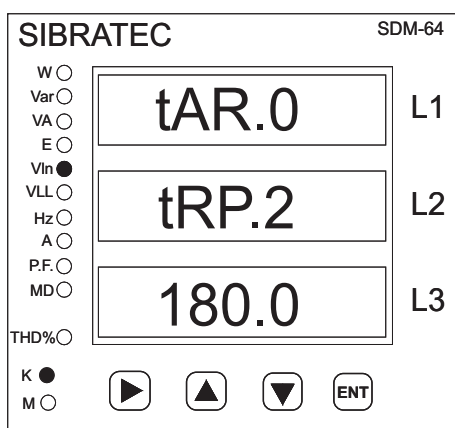 SIBRATEC SDM-64
W
Var
VA
E
Vln
VLL
Hz
A
P.F.
MD
THD%
K
M
tAR.0 L1
tRP.2 L2
180.0 L3
ENT